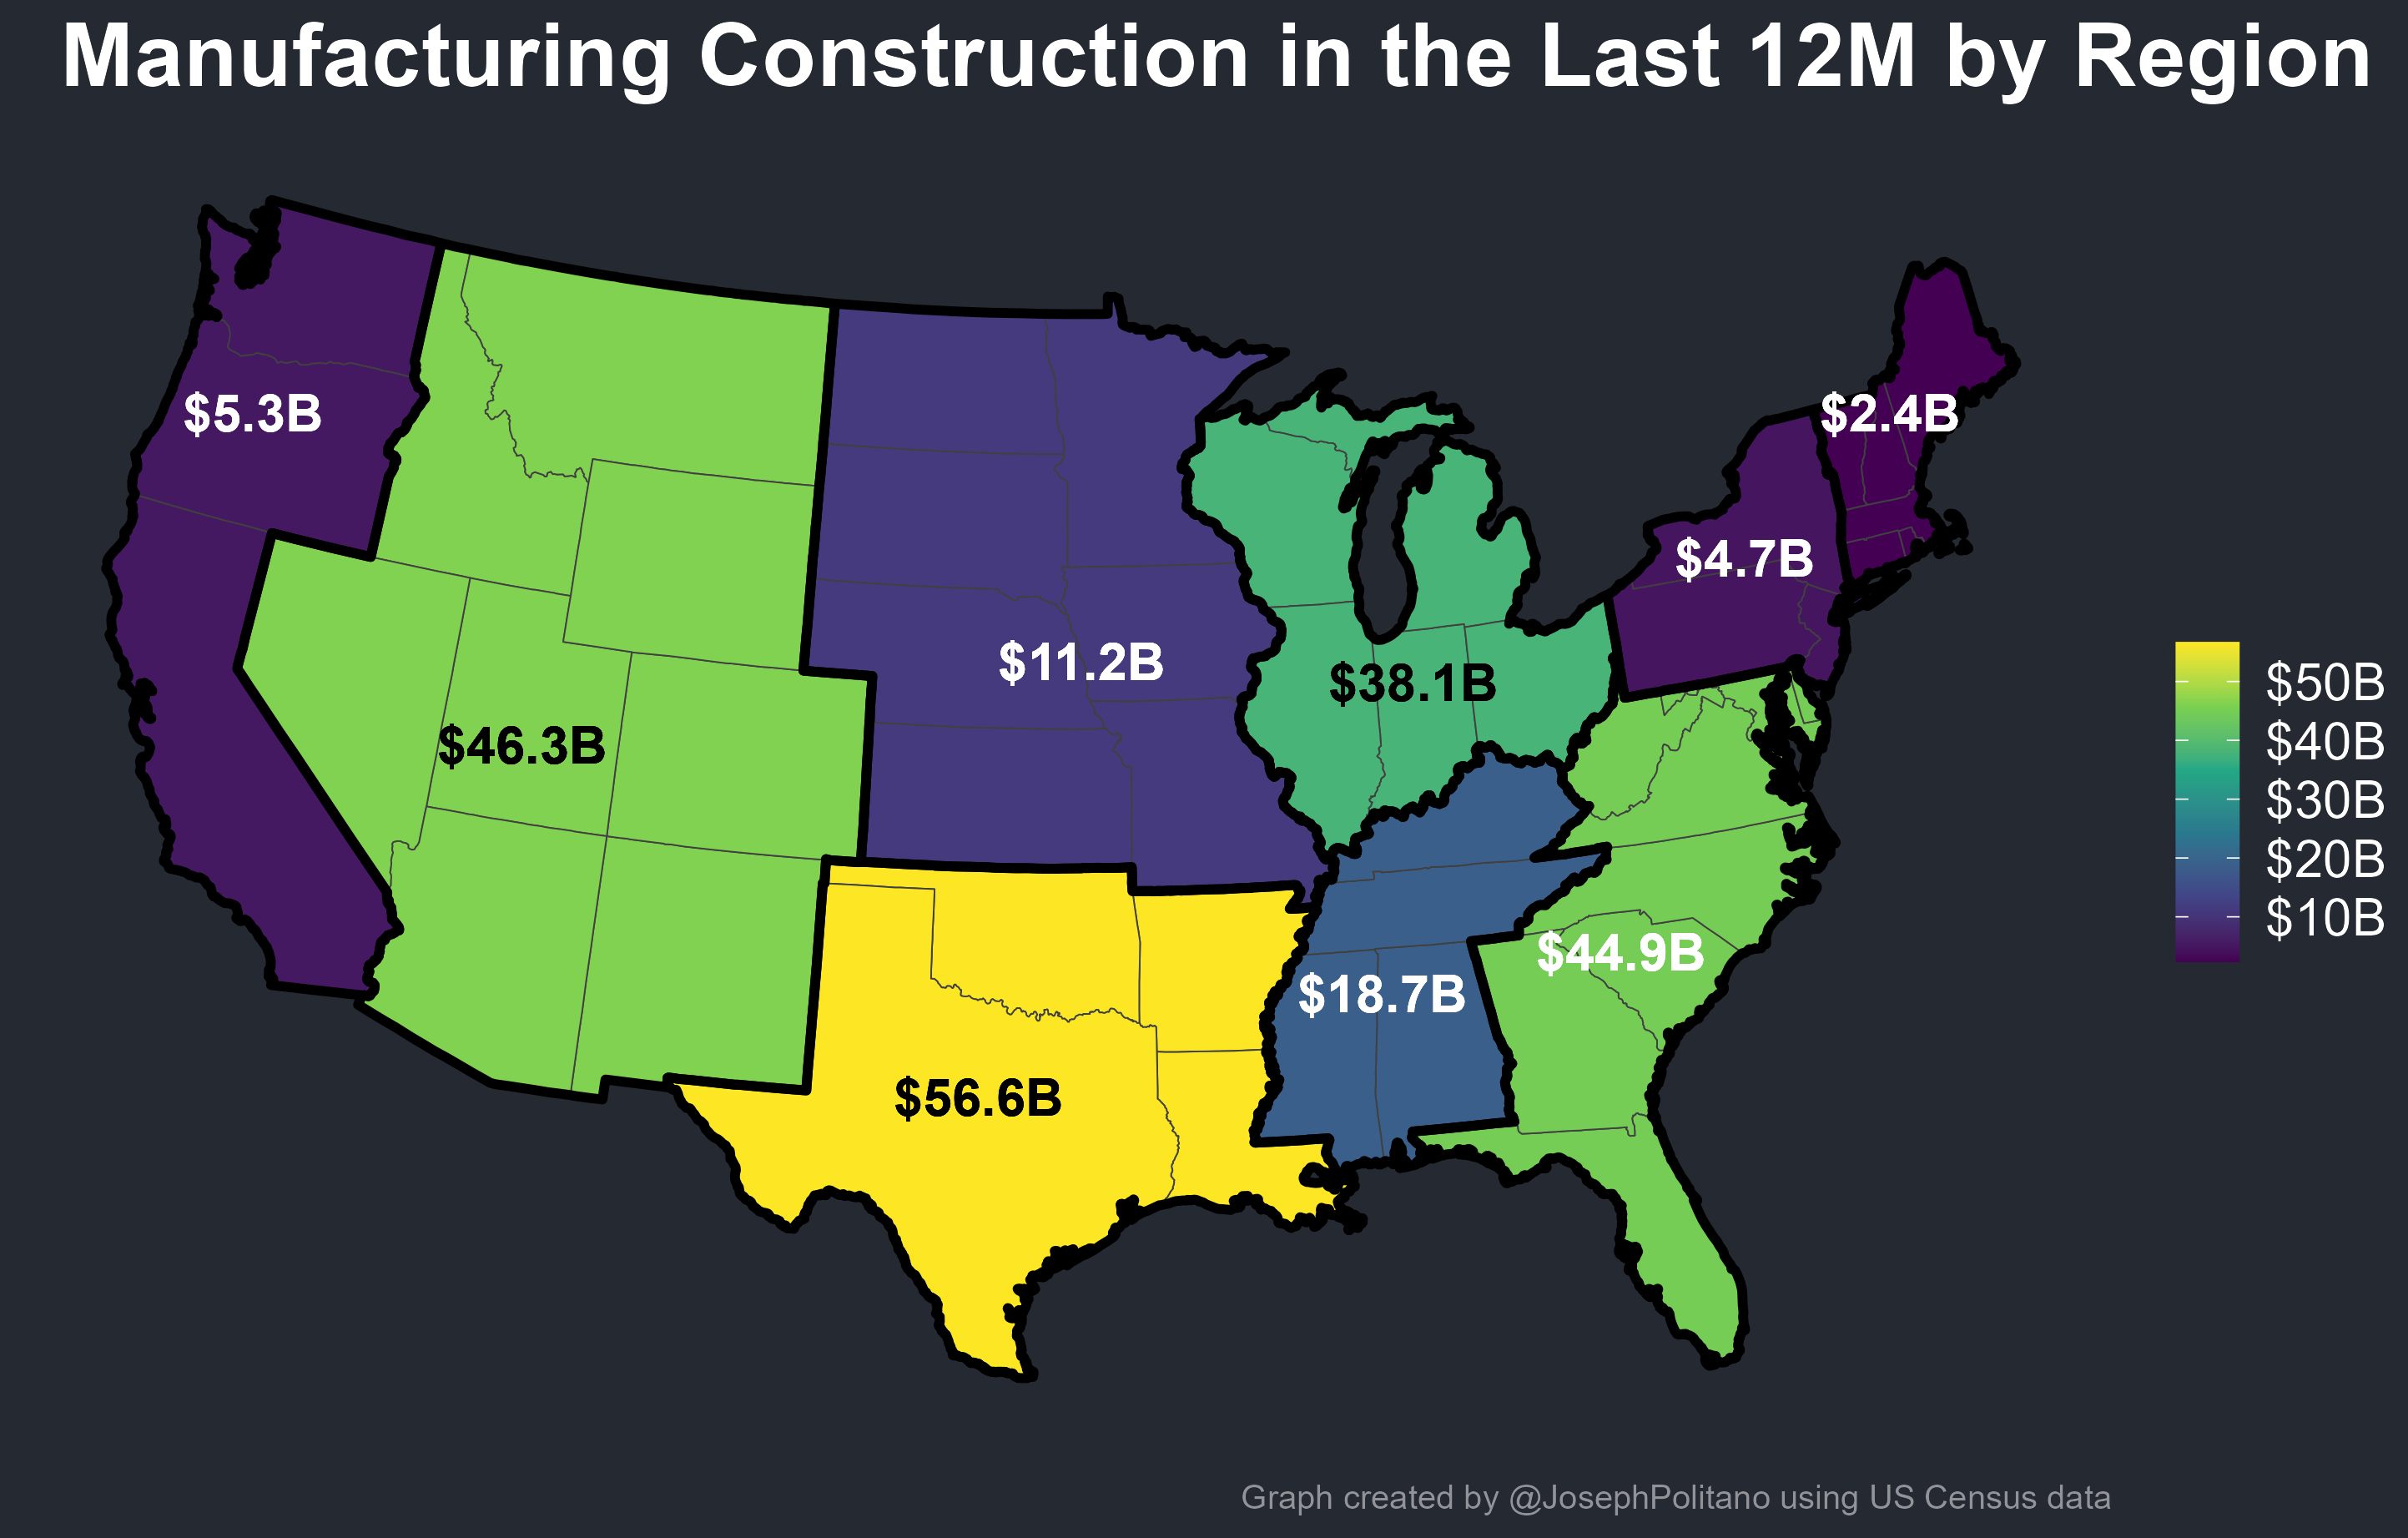 Manufacturing Construction in the Last 12M by Region
$5.3B
$2.4B
$4.7B
$11.2B
$38.1B
$46.3B
$44.9B
$18.7B
$56.6B
$50B
$40B
$30B
$20B
$10B
Graph created by @JosephPolitano using US Census data